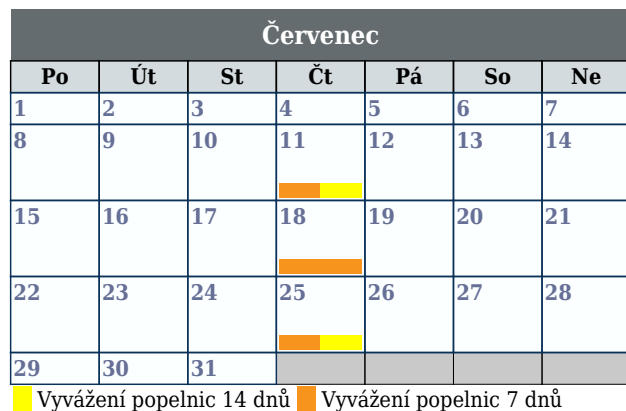 Červenec
Po Út St Čt Pá So Ne
1 2 3 4 5 6 7
8 9 10 11 12 13 14
15 16 17 18 19 20 21
22 23 24 25 26 27 28
29 30 31
Vyvážení popelnic 14 dnů Vyvážení popelnic 7 dnů